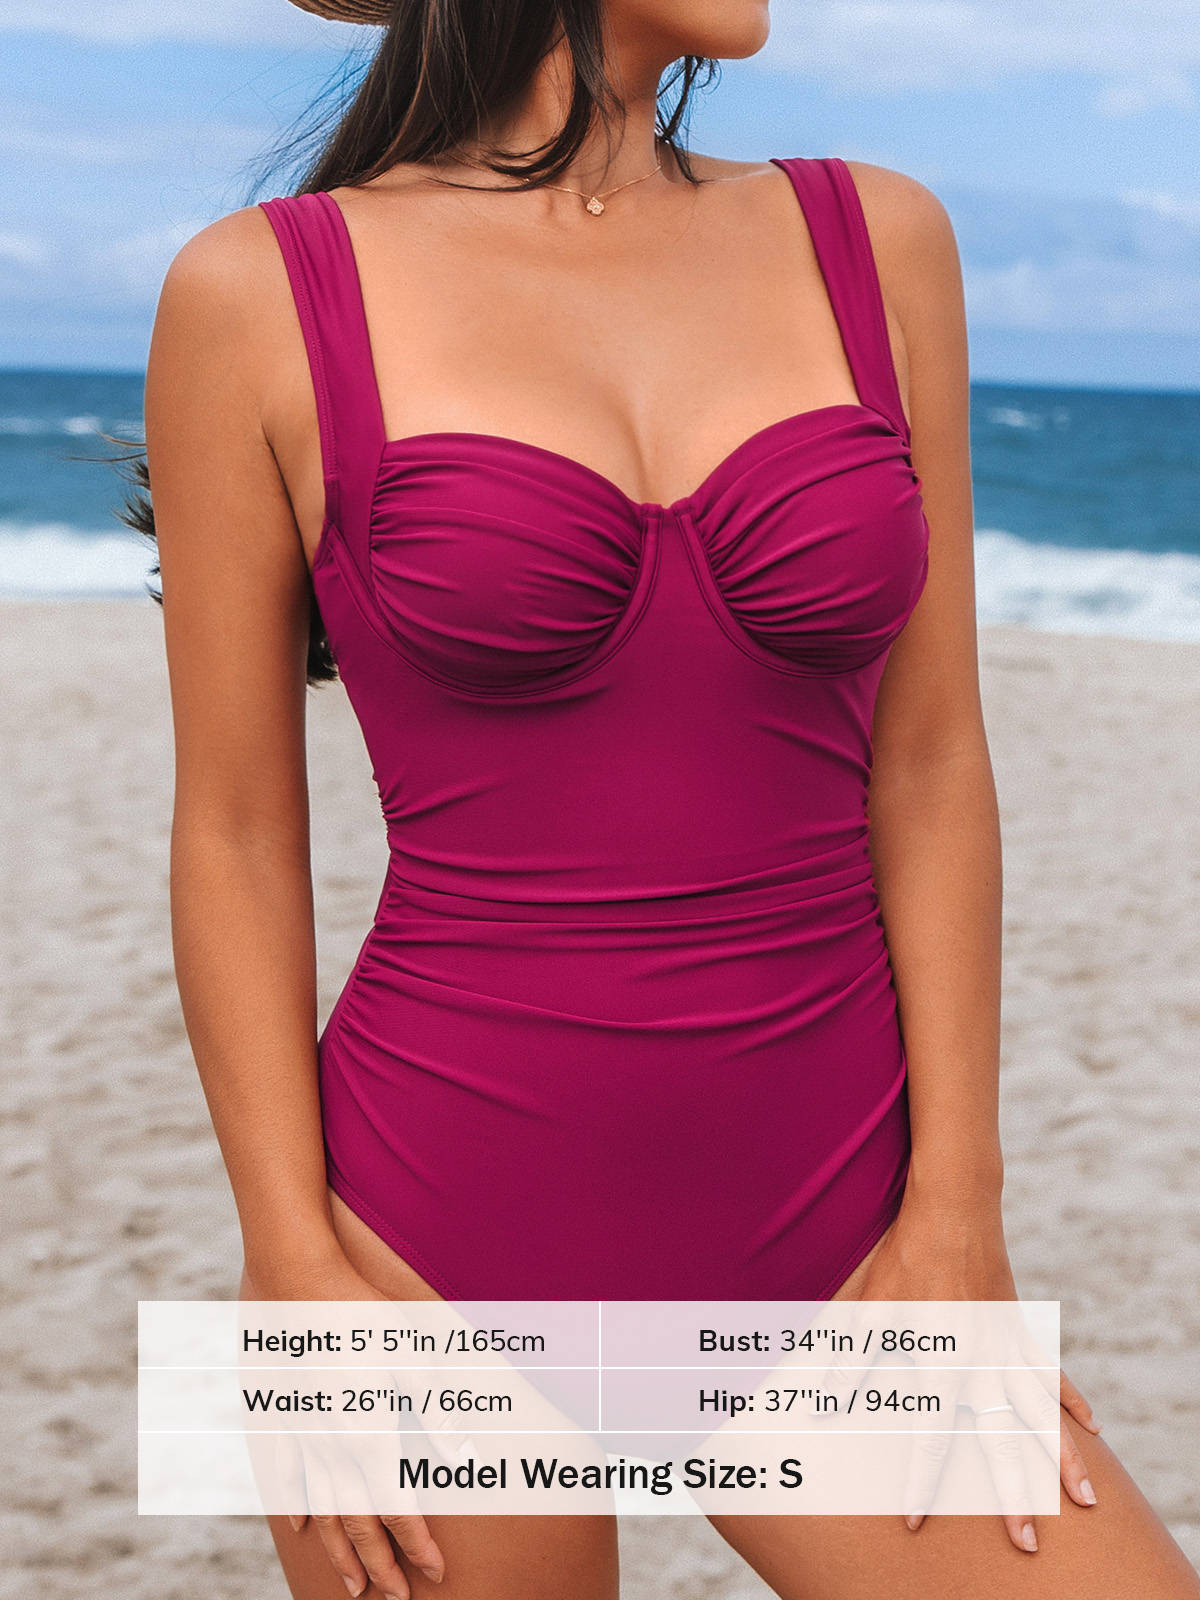 Height: 5' 5''in /165cm
Bust: 34''in / 86cm
Waist: 26''in / 66cm
Hip: 37''in / 94cm
Model Wearing Size: S